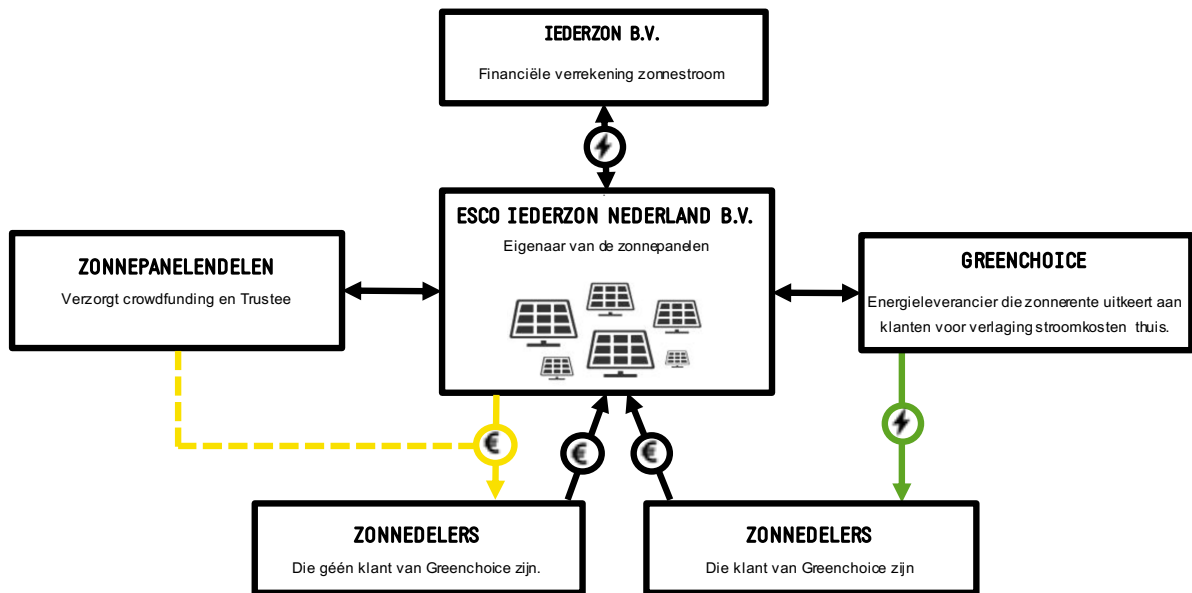 IEDERZON B.V.
Financiële verrekening zonnestroom
ESCO IEDERZON NEDERLAND B.V.
Eigenaar van de zonnepanelen
ZONNEPANELENDELEN
Verzorgt crowdfunding en Trustee
GREENCHOICE
Energieleverancier die zonnerente uitkeert aan
klanten voor verlaging stroomkosten thuis.
€
€
€
ZONNEDELERS
Die géén klant van Greenchoice zijn.
ZONNEDELERS
Die klant van Greenchoice zijn